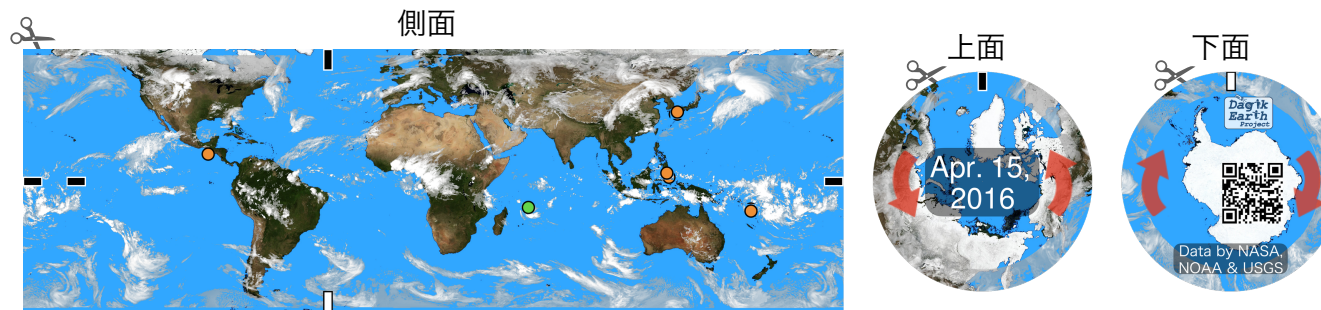 側面
上面
下面
Apr. 15,
2016
Dagik
Earth
Project
Data by NASA,
NOAA & USGS